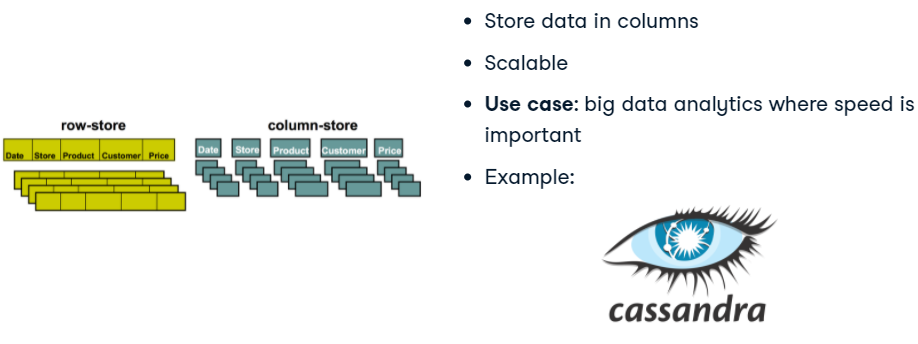 row-store
Date Store Product Customer Price
column-store
Date Store Product Customer Price
• Store data in columns
• Scalable
• Use case: big data analytics where speed is
important
• Example:
cassandra